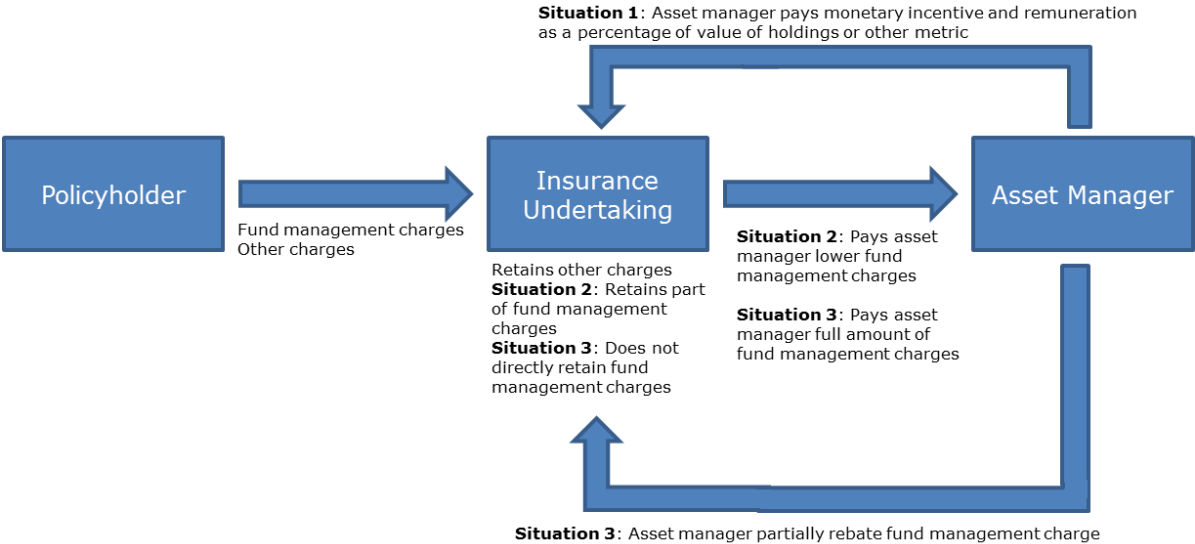 Situation 1: Asset manager pays monetary incentive and remuneration
as a percentage of value of holdings or other metric
Policyholder
Insurance
Undertaking
Asset Manager
Fund management charges
Other charges
Retains other charges
Situation 2: Retains part
of fund management
charges
Situation 3: Does not
directly retain fund
management charges
Situation 2: Pays asset
manager lower fund
management charges
Situation 3: Pays asset
manager full amount of
fund management charges
Situation 3: Asset manager partially rebate fund management charge